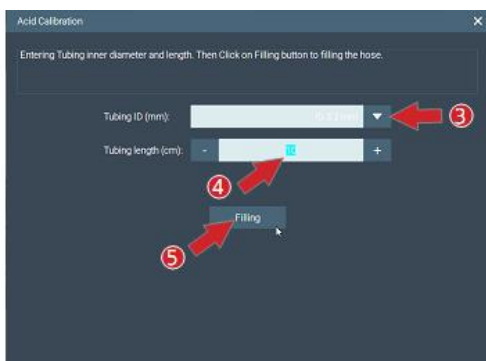 Acid Calibration
Entering Tubing inner diameter and length. Then Click on Filling button to filling the hose.
Tubing ID (mm):
3
Tubing length (cm): - +
4
Filling
5